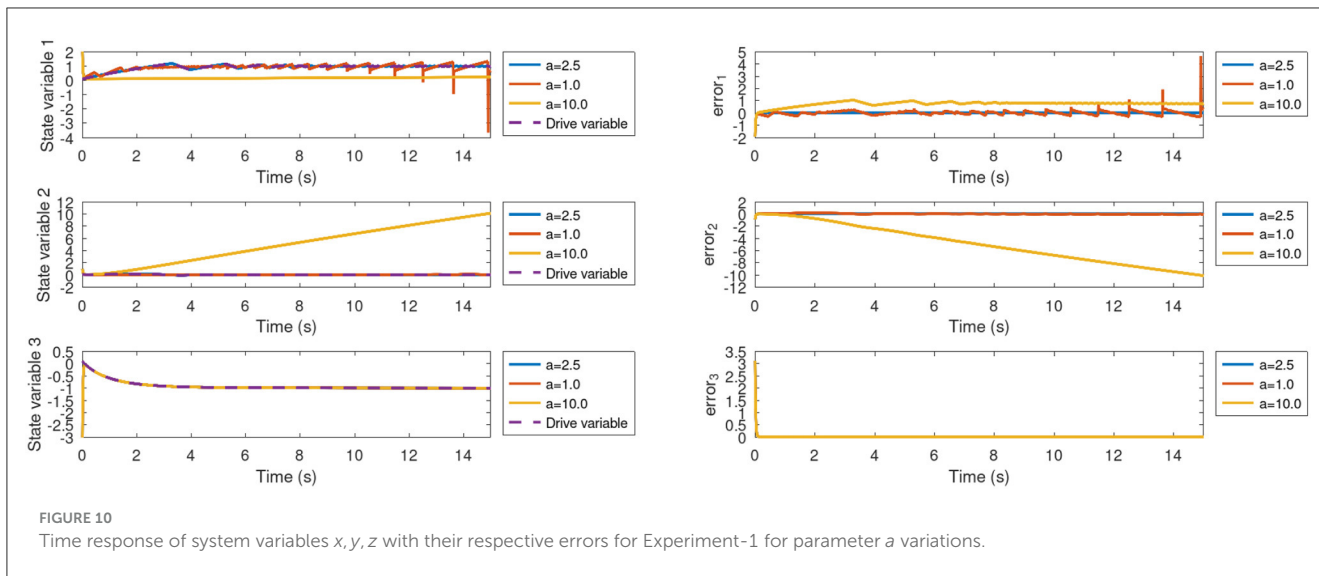 State variable 1
2
1
0
-1
-2
-3
-4
0 2 4 6 8 10 12 14
Time (s)
a=2.5
a=1.0
a=10.0
Drive variable
error1
5
4
3
2
1
0
-1
-2
0 2 4 6 8 10 12 14
Time (s)
a=2.5
a=1.0
a=10.0
State variable 2
12
10
8
6
4
2
0
-2
0 2 4 6 8 10 12 14
Time (s)
a=2.5
a=1.0
a=10.0
Drive variable
error2
2
0
-2
-4
-6
-8
-10
-12
0 2 4 6 8 10 12 14
Time (s)
a=2.5
a=1.0
a=10.0
State variable 3
0.5
0
-0.5
-1
-1.5
-2
-2.5
-3
0 2 4 6 8 10 12 14
Time (s)
a=2.5
a=1.0
a=10.0
Drive variable
error3
3.5
3
2.5
2
1.5
1
0.5
0
0 2 4 6 8 10 12 14
Time (s)
a=2.5
a=1.0
a=10.0
FIGURE 10
Time response of system variables x, y, z with their respective errors for Experiment-1 for parameter a variations.